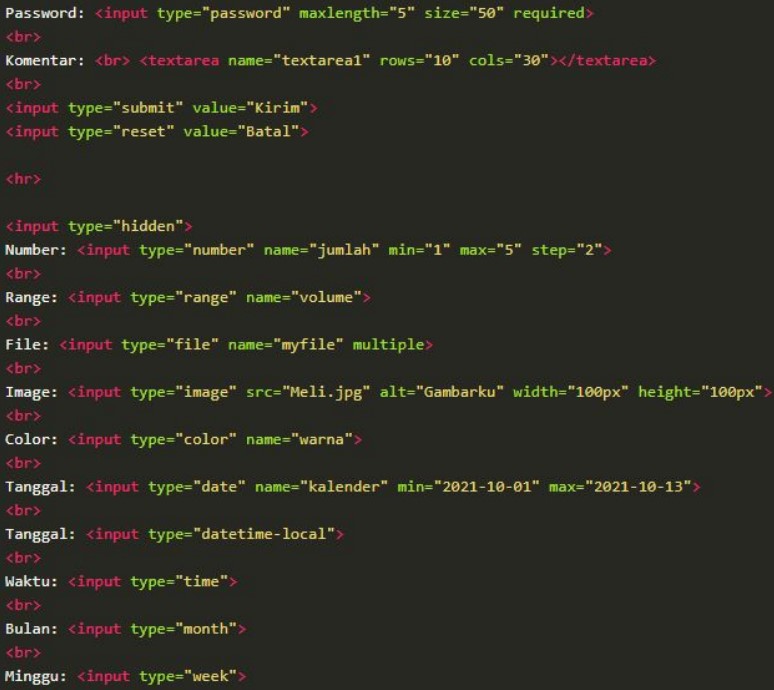 Password: <input type="password" maxlength="5" size="50" required>
<br>
Komentar: <br> <textarea name="textarea1" rows="10" cols="30"></textarea>
<br>
<input type="submit" value="Kirim">
<input type="reset" value="Batal">
<hr>
<input type="hidden">
Number: <input type="number" name="jumlah" min="1" max="5" step="2">
<br>
Range: <input type="range" name="volume">
<br>
File: <input type="file" name="myfile" multiple>
<br>
Image: <input type="image" src="Meli.jpg" alt="Gambarku" width="100px" height="100px">
<br>
Color: <input type="color" name="warna">
<br>
Tanggal: <input type="date" name="kalender" min="2021-10-01" max="2021-10-13">
<br>
Tanggal: <input type="datetime-local">
<br>
Waktu: <input type="time">
<br>
Bulan: <input type="month">
<br>
Minggu: <input type="week">